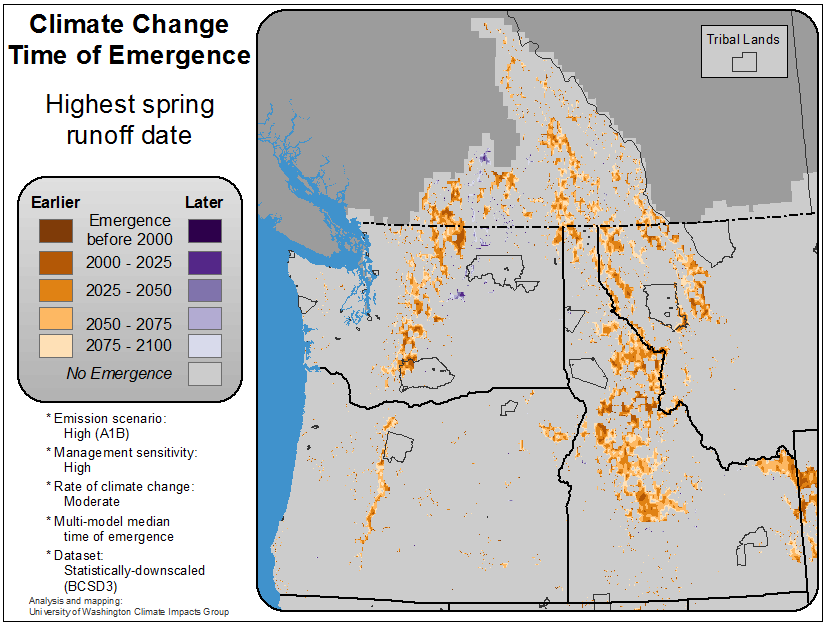 Climate Change
Time of Emergence
Highest spring
runoff date
Tribal Lands
Earlier
Later
Emergence
before 2000
2000 - 2025
2025 - 2050
2050 - 2075
2075 - 2100
No Emergence
* Emission scenario:
High (A1B)
* Management sensitivity:
High
* Rate of climate change:
Moderate
* Multi-model median
time of emergence
* Dataset:
Statistically-downscaled
(BCSD3)
Analysis and mapping:
University of Washington Climate Impacts Group